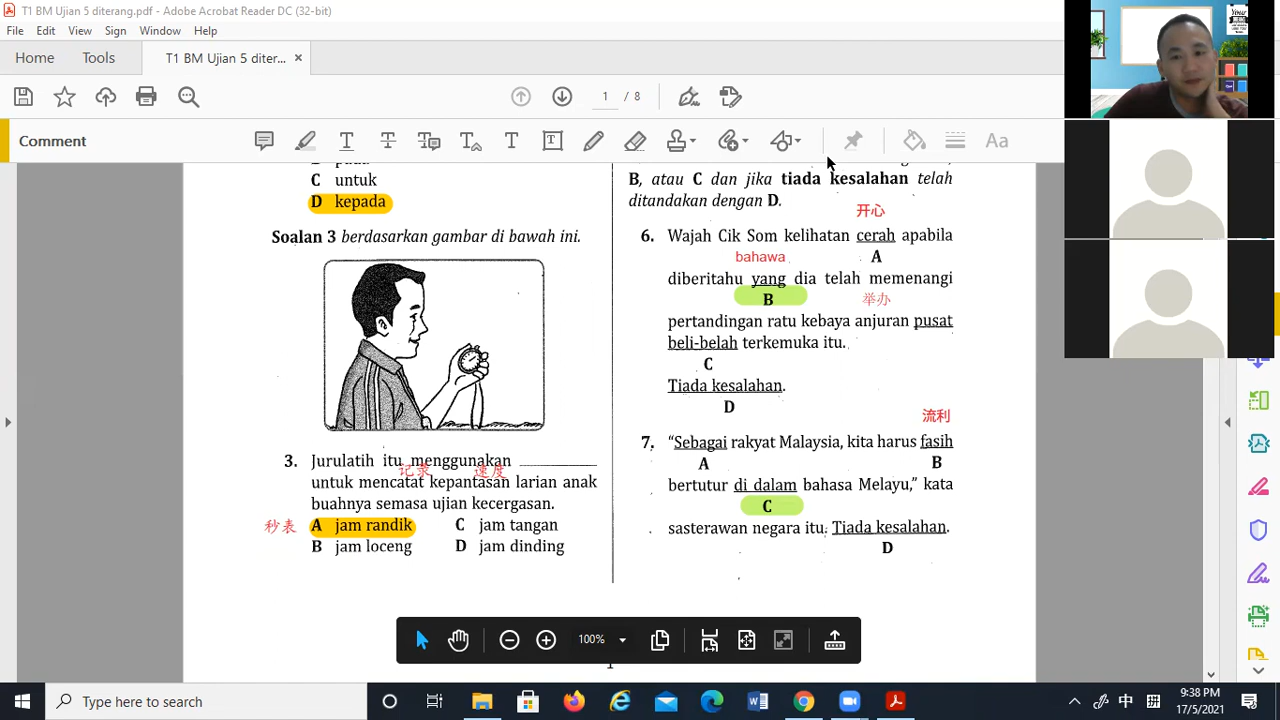 T1 BM Ujian 5 diterang.pdf - Adobe Acrobat Reader DC (32-bit)
File Edit View Sign Window Help
Home Tools T1 BM Ujian 5 diter... ×
1 / 8
Comment
Aa
C untuk
D kepada
Soalan 3 berdasarkan gambar di bawah ini.
3. Jurulatih itu menggunakan __________
记录 速度
untuk mencatat kepantasan larian anak
buahnya semasa ujian kecergasan.
秒表 A jam randik C jam tangan
B jam loceng D jam dinding
B, atau C dan jika tiada kesalahan telah
ditandakan dengan D.
开心
6. Wajah Cik Som kelihatan cerah apabila
bahawa A
diberitahu yang dia telah memenangi
B 举办
pertandingan ratu kebaya anjuran pusat
beli-belah terkemuka itu.
C
Tiada kesalahan.
D
流利
7. “Sebagai rakyat Malaysia, kita harus fasih
A B
bertutur di dalam bahasa Melayu,” kata
C
sasterawan negara itu. Tiada kesalahan.
D
100%
Type here to search
中 拼
9:38 PM
17/5/2021